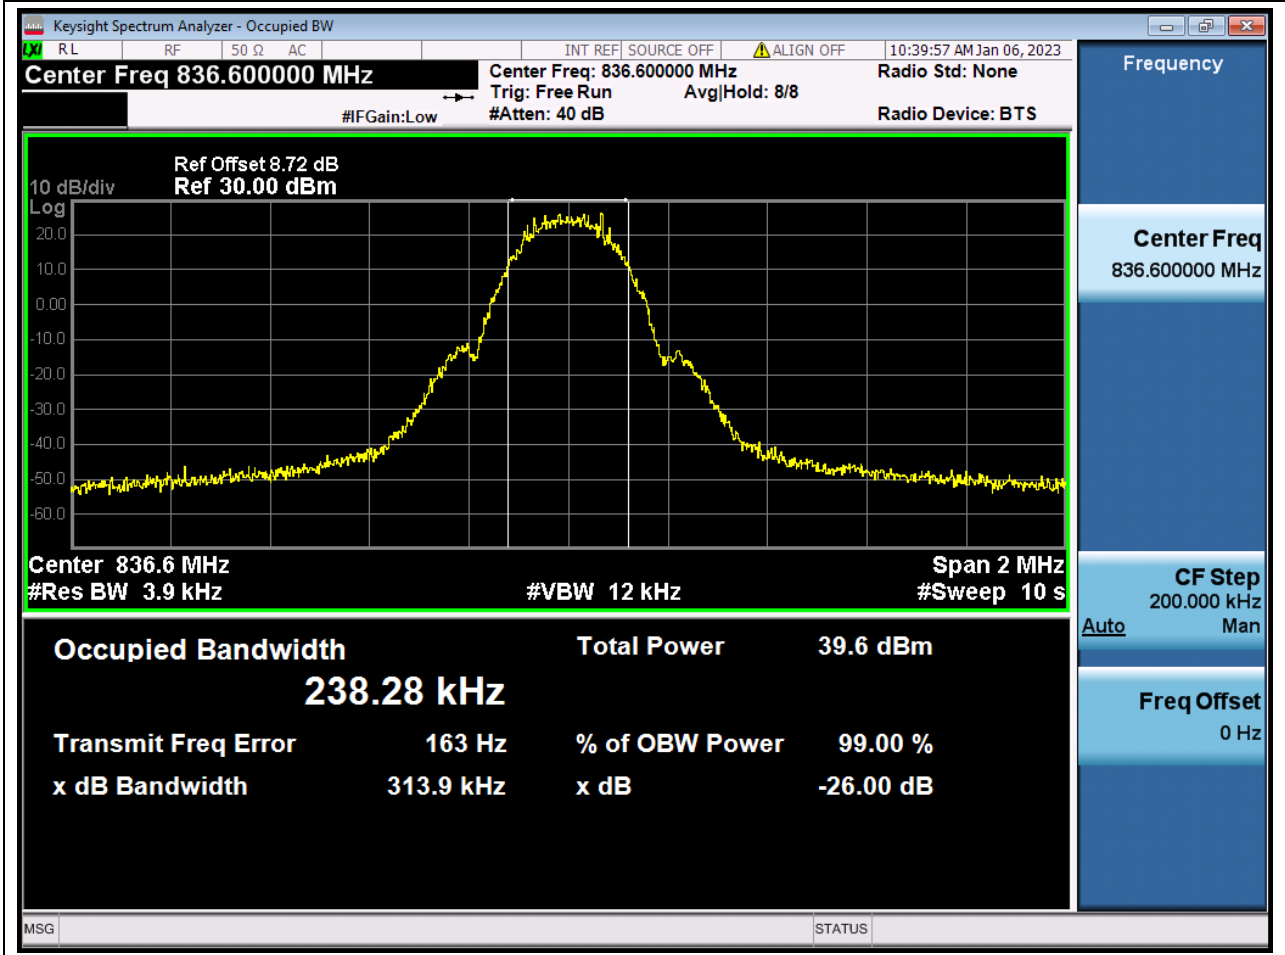 Keysight Spectrum Analyzer - Occupied BW
LXI RL RF 50 Ω AC INT REF SOURCE OFF ALIGN OFF 10:39:57 AM Jan 06, 2023
Center Freq 836.600000 MHz
Center Freq: 836.600000 MHz Radio Std: None
Trig: Free Run Avg|Hold: 8/8
#IFGain:Low #Atten: 40 dB Radio Device: BTS
Ref Offset 8.72 dB
10 dB/div Ref 30.00 dBm
Log
20.0
10.0
0.00
-10.0
-20.0
-30.0
-40.0
-50.0
-60.0
Center 836.6 MHz Span 2 MHz
#Res BW 3.9 kHz #VBW 12 kHz #Sweep 10 s
Occupied Bandwidth Total Power 39.6 dBm
238.28 kHz
Transmit Freq Error 163 Hz % of OBW Power 99.00 %
x dB Bandwidth 313.9 kHz x dB -26.00 dB
MSG STATUS
Frequency
Center Freq
836.600000 MHz
CF Step
200.000 kHz
Auto Man
Freq Offset
0 Hz